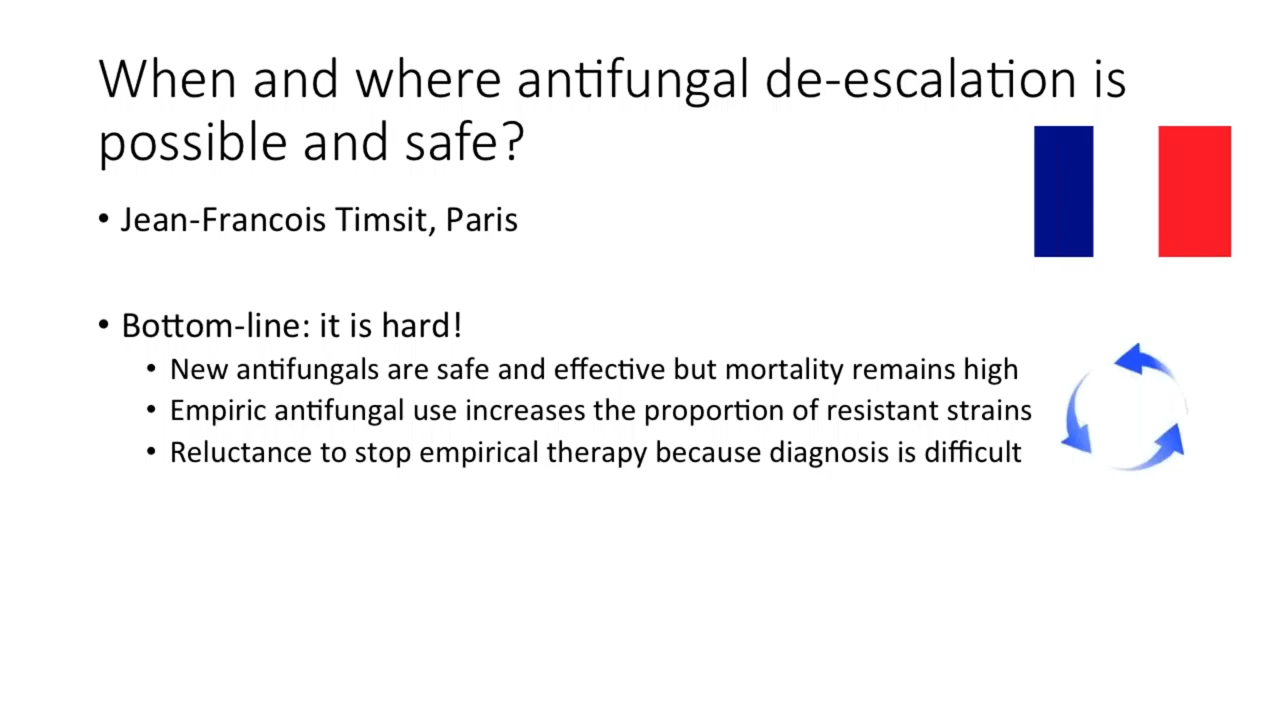 When and where antifungal de-escalation is
possible and safe?
• Jean-Francois Timsit, Paris
• Bottom-line: it is hard!
• New antifungals are safe and effective but mortality remains high
• Empiric antifungal use increases the proportion of resistant strains
• Reluctance to stop empirical therapy because diagnosis is difficult